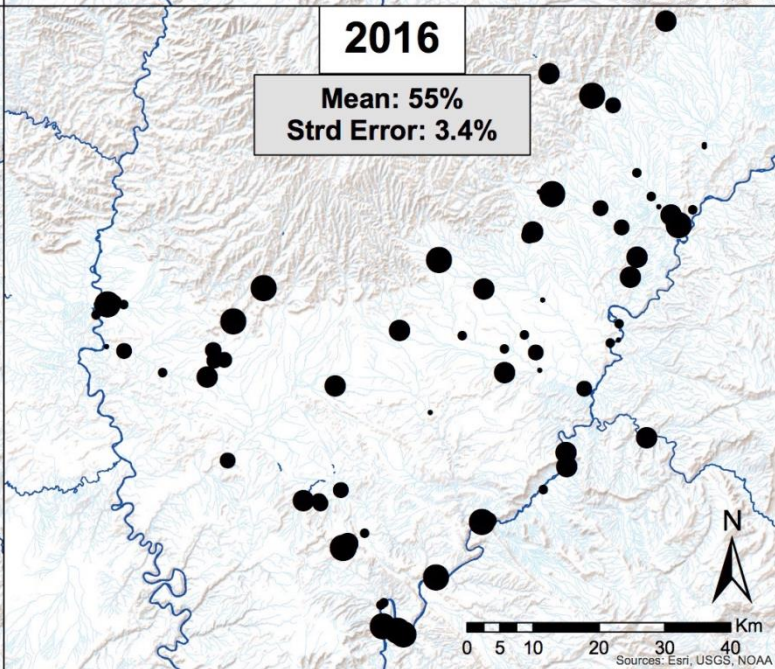 2016
Mean: 55%
Strd Error: 3.4%
N
Km
0 5 10 20 30 40
Sources: Esri, USGS, NOAA